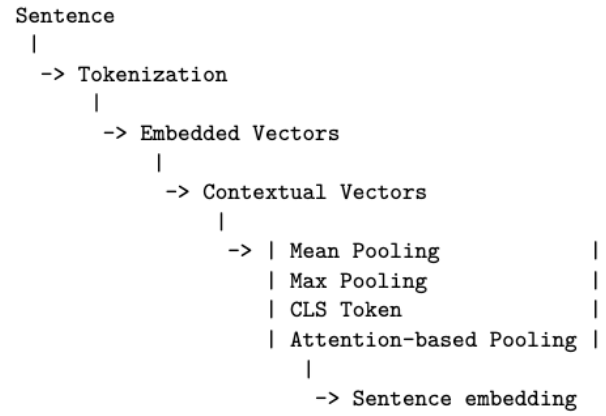 Sentence
|
-> Tokenization
|
-> Embedded Vectors
|
-> Contextual Vectors
|
-> | Mean Pooling |
| Max Pooling |
| CLS Token |
| Attention-based Pooling |
|
-> Sentence embedding